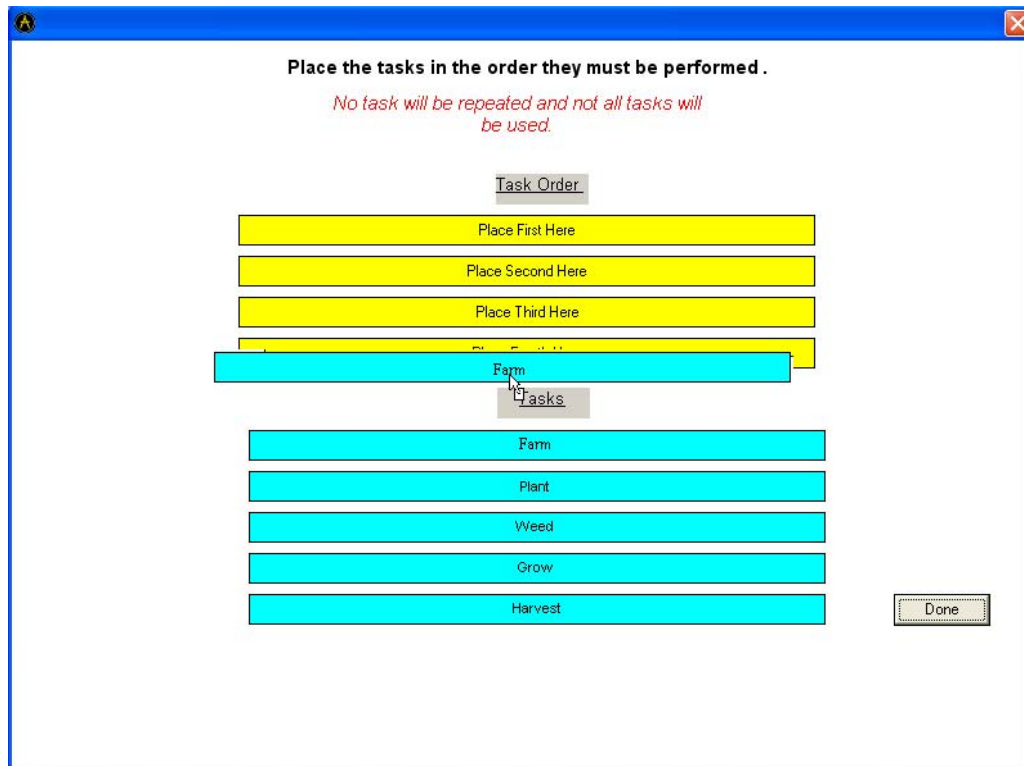 Place the tasks in the order they must be performed .
No task will be repeated and not all tasks will
be used.
Task Order
Place First Here
Place Second Here
Place Third Here
Farm
Tasks
Farm
Plant
Weed
Grow
Harvest
Done